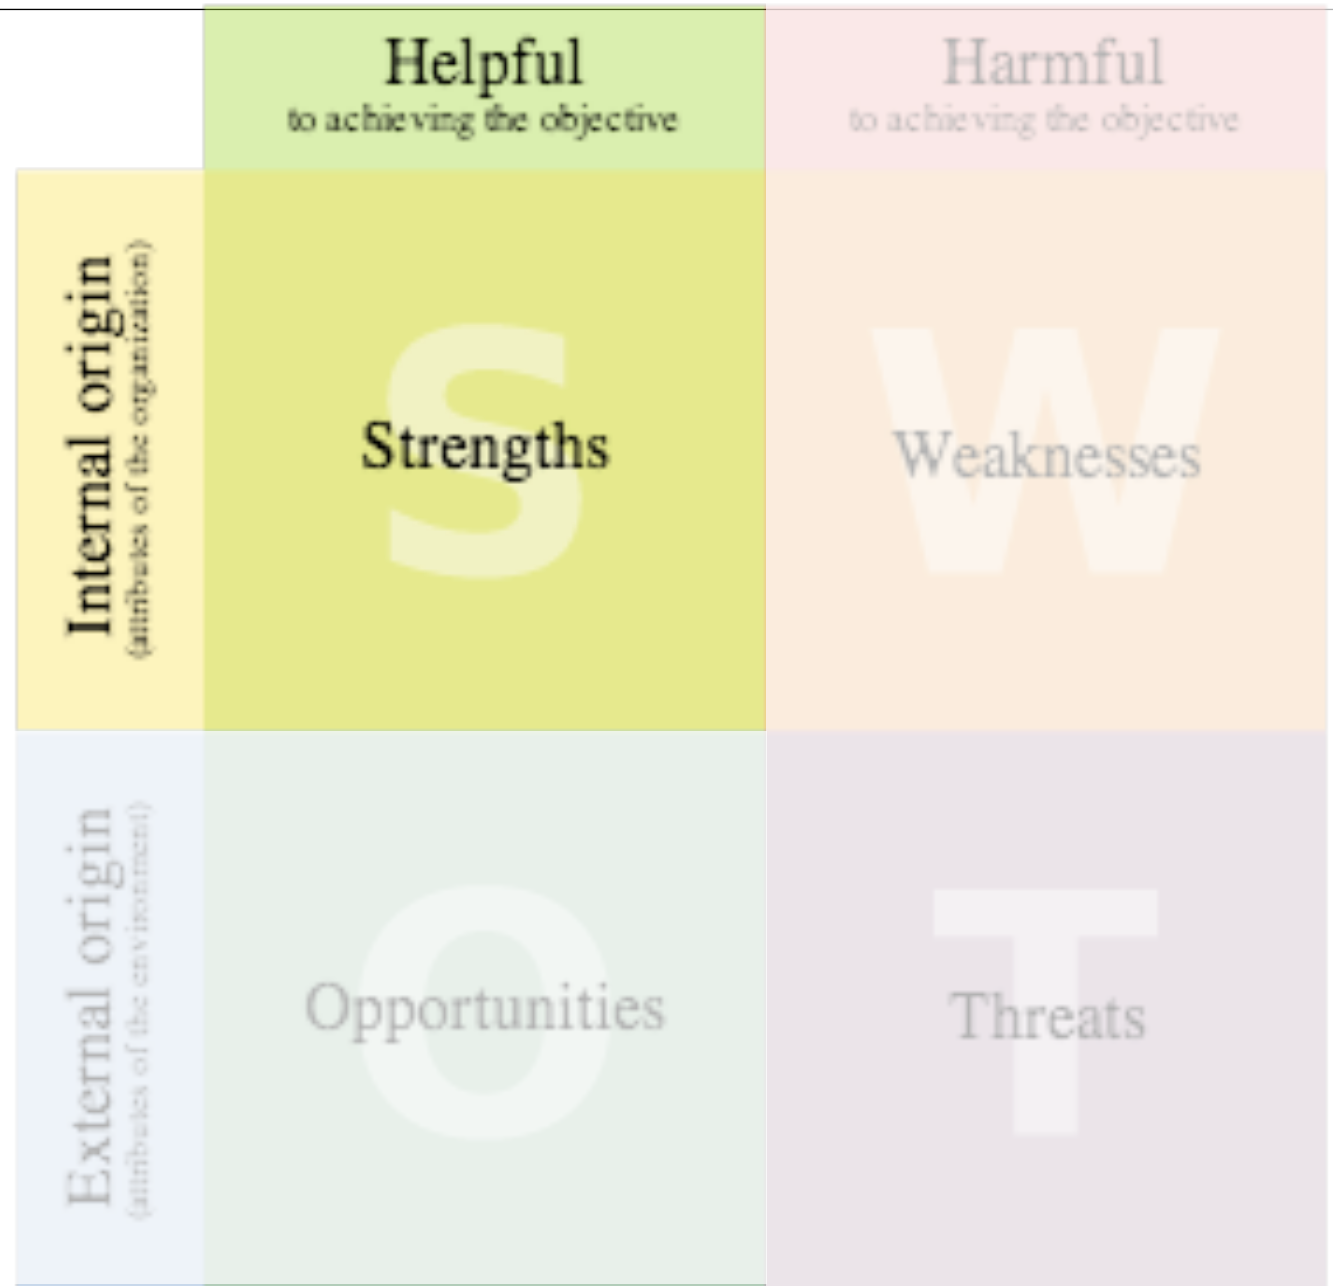 Helpful
to achieving the objective
Harmful
to achieving the objective
Internal origin
(attributes of the organization)
S
Strengths
W
Weaknesses
External origin
(attributes of the environment)
O
Opportunities
T
Threats